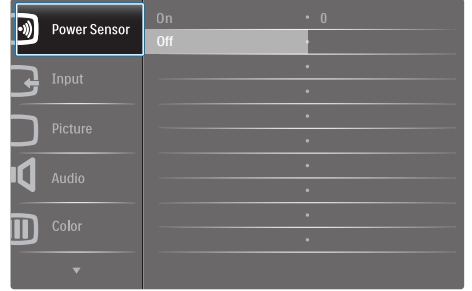 Power Sensor
On • 0
Off •
Input
Picture
Audio
Color